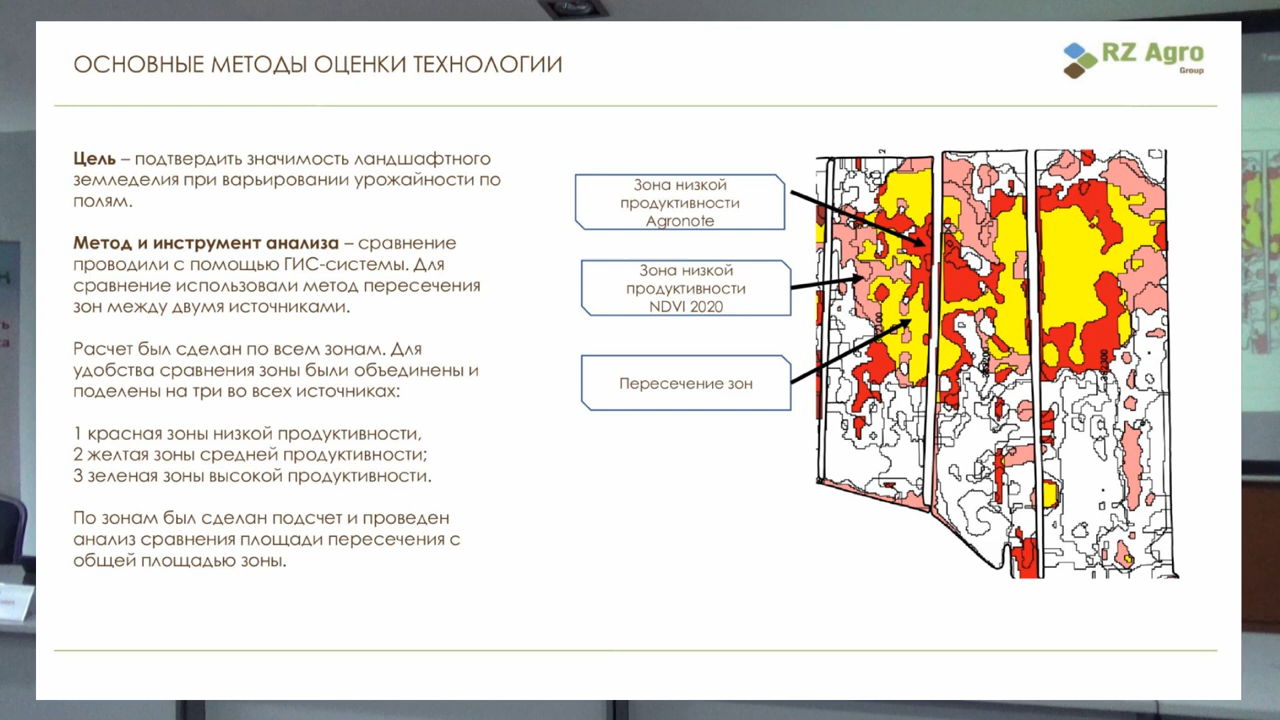 ОСНОВНЫЕ МЕТОДЫ ОЦЕНКИ ТЕХНОЛОГИИ
RZ Agro
Group
Цель – подтвердить значимость ландшафтного
земледелия при варьировании урожайности по
полям.
Метод и инструмент анализа – сравнение
проводили с помощью ГИС-системы. Для
сравнение использовали метод пересечения
зон между двумя источниками.
Расчет был сделан по всем зонам. Для
удобства сравнения зоны были объединены и
поделены на три во всех источниках:
1 красная зоны низкой продуктивности,
2 желтая зоны средней продуктивности;
3 зеленая зоны высокой продуктивности.
По зонам был сделан подсчет и проведен
анализ сравнения площади пересечения с
общей площадью зоны.
Зона низкой
продуктивности
Agronote
Зона низкой
продуктивности
NDVI 2020
Пересечение зон